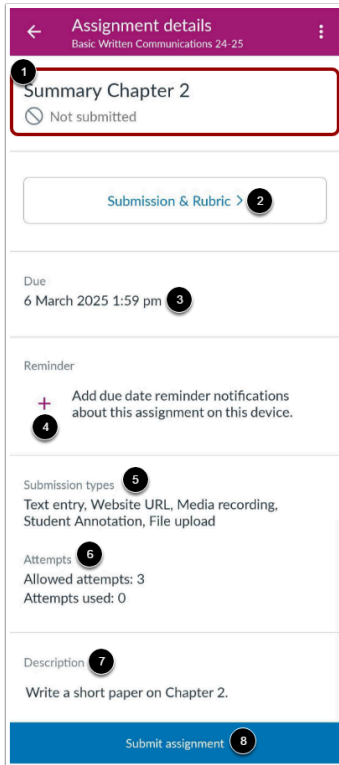 Assignment details
Basic Written Communications 24-25
1
Summary Chapter 2
Not submitted
Submission & Rubric > 2
Due
6 March 2025 1:59 pm 3
Reminder
+ Add due date reminder notifications
4 about this assignment on this device.
Submission types 5
Text entry, Website URL, Media recording,
Student Annotation, File upload
Attempts 6
Allowed attempts: 3
Attempts used: 0
Description 7
Write a short paper on Chapter 2.
Submit assignment 8